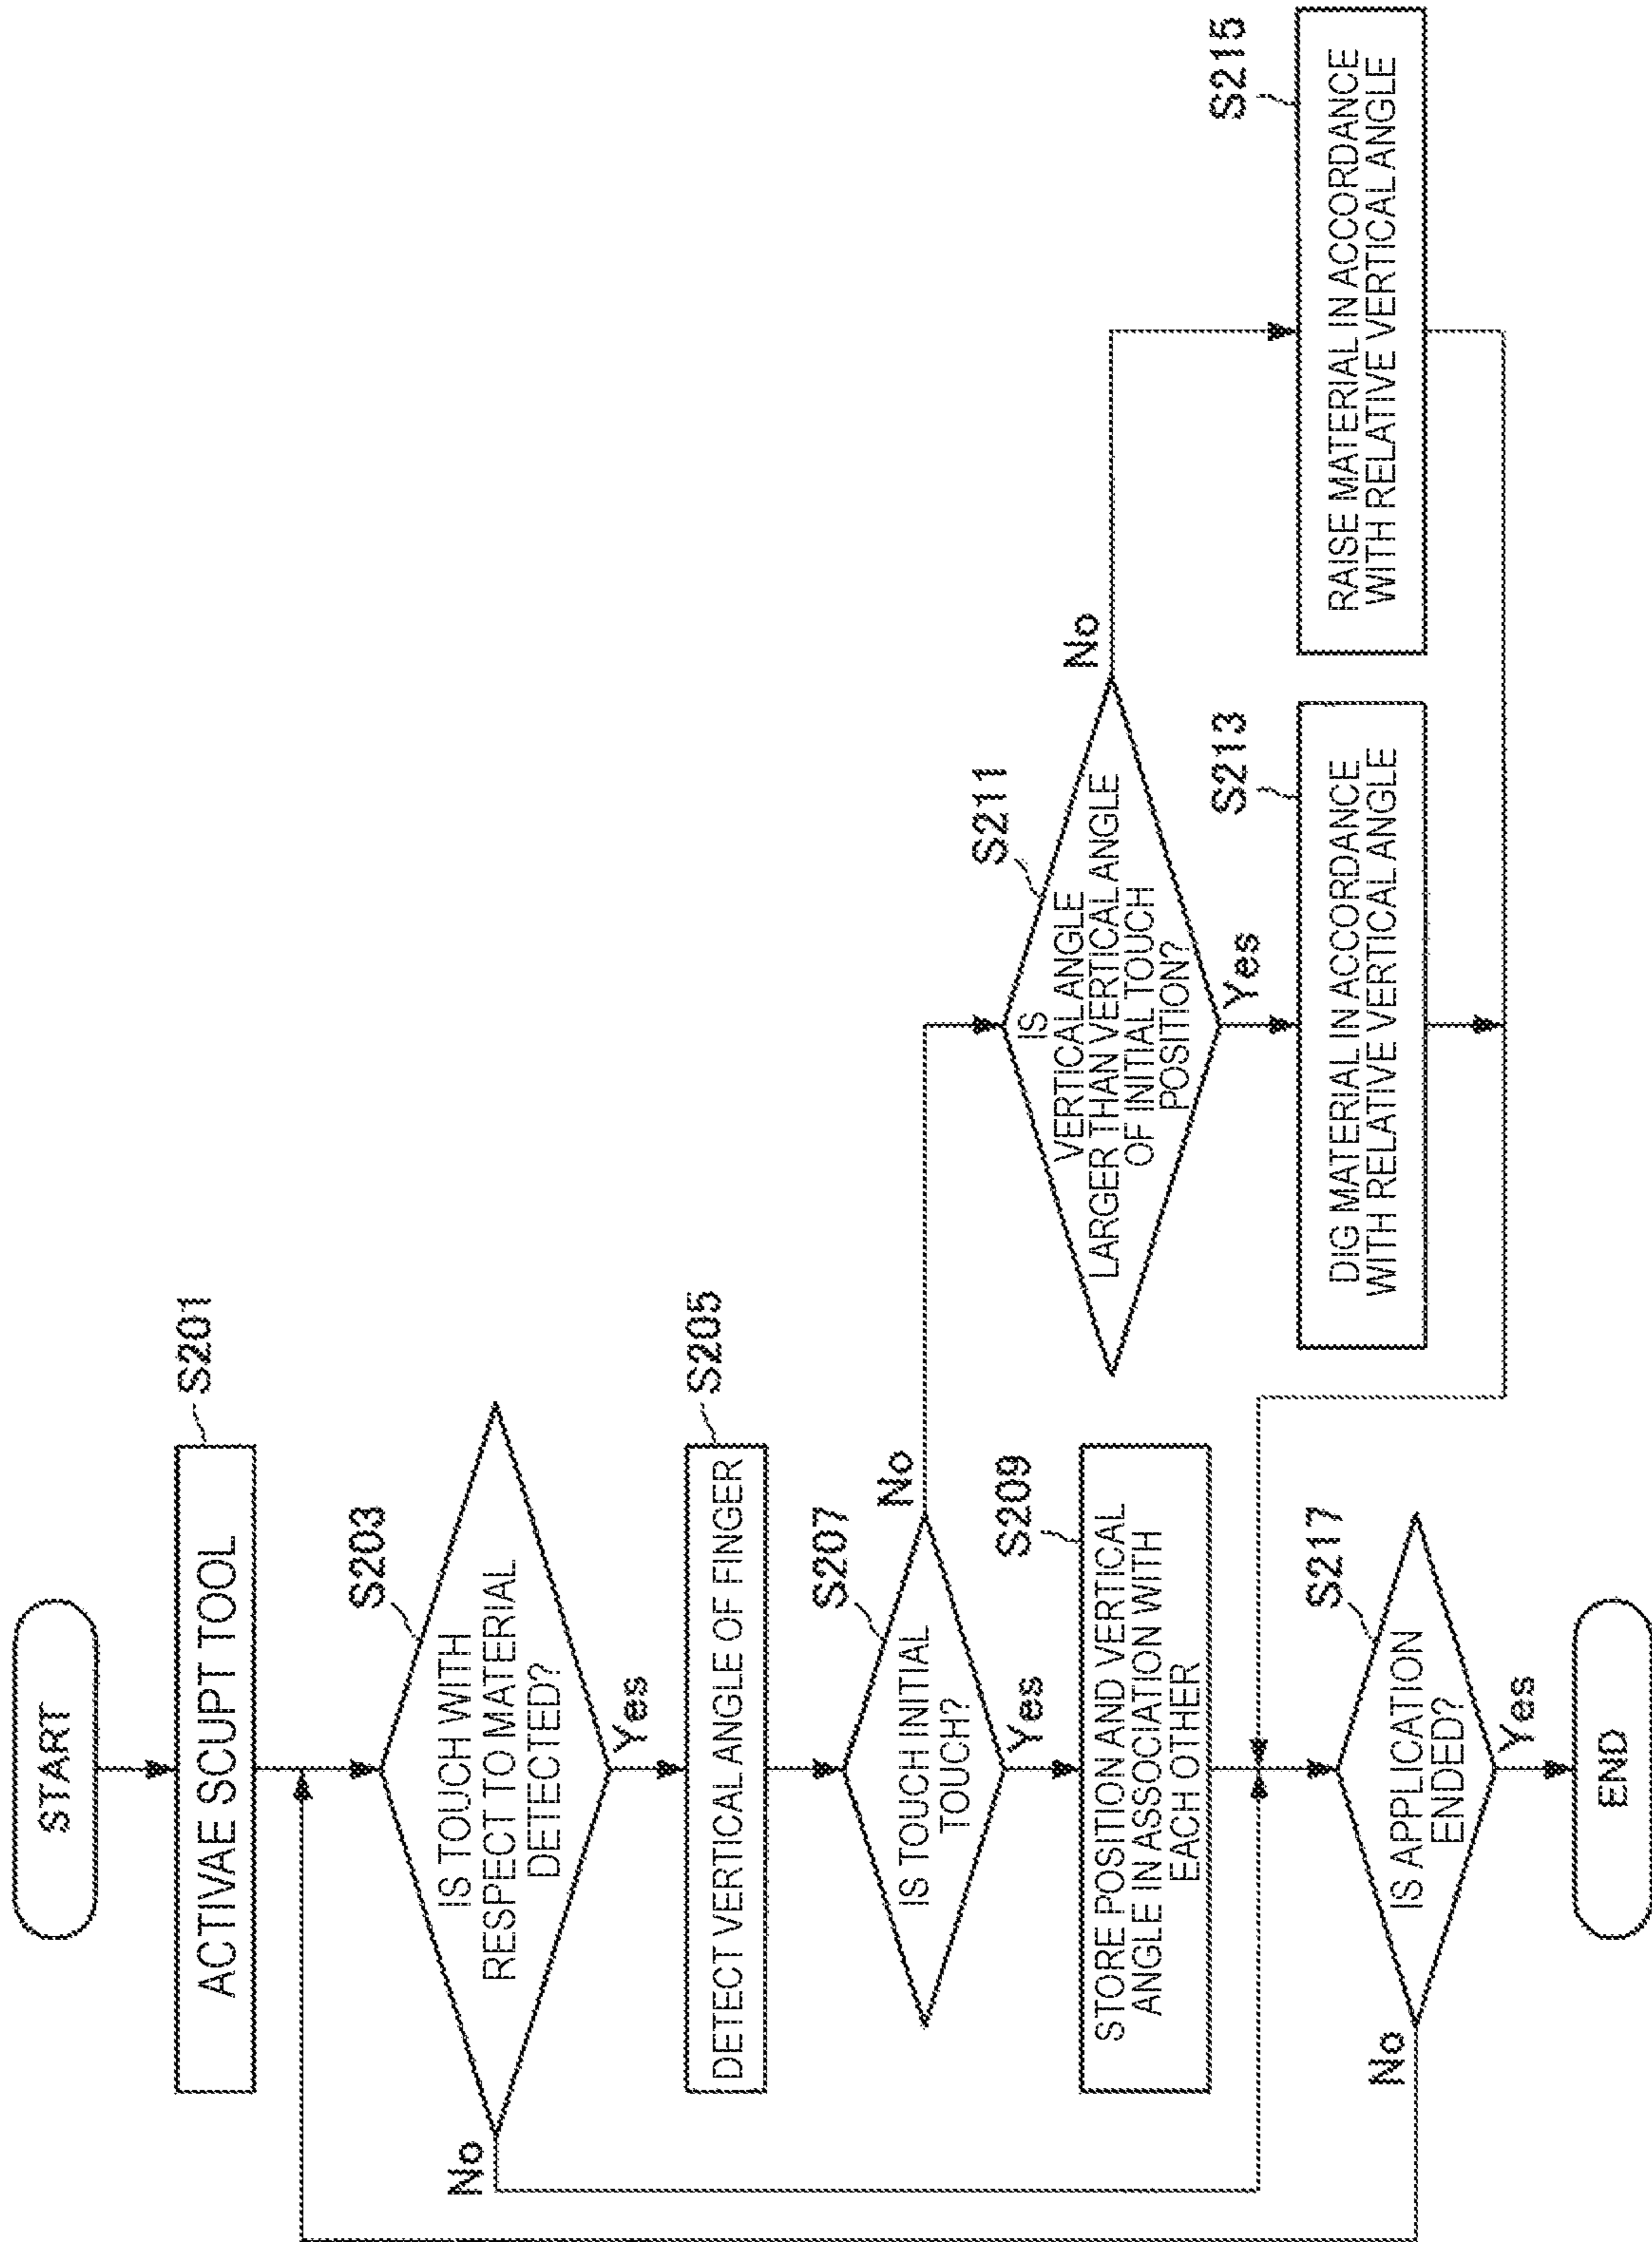 START
ACTIVAE SCUPT TOOL
S201
IS TOUCH WITH
RESPECT TO MATERIAL
DETECTED?
S203
No
Yes
DETECT VERTICAL ANGLE OF FINGER
S205
IS TOUCH INITIAL
TOUCH?
S207
No
Yes
STORE POSITION AND VERTICAL
ANGLE IN ASSOCIATION WITH
EACH OTHER
S209
IS
VERTICAL ANGLE
LARGER THAN VERTICAL ANGLE
OF INITIAL TOUCH
POSITION?
S211
No
Yes
DIG MATERIAL IN ACCORDANCE
WITH RELATIVE VERTICAL ANGLE
S213
RAISE MATERIAL IN ACCORDANCE
WITH RELATIVE VERTICAL ANGLE
S215
IS APPLICATION
ENDED?
S217
No
Yes
END